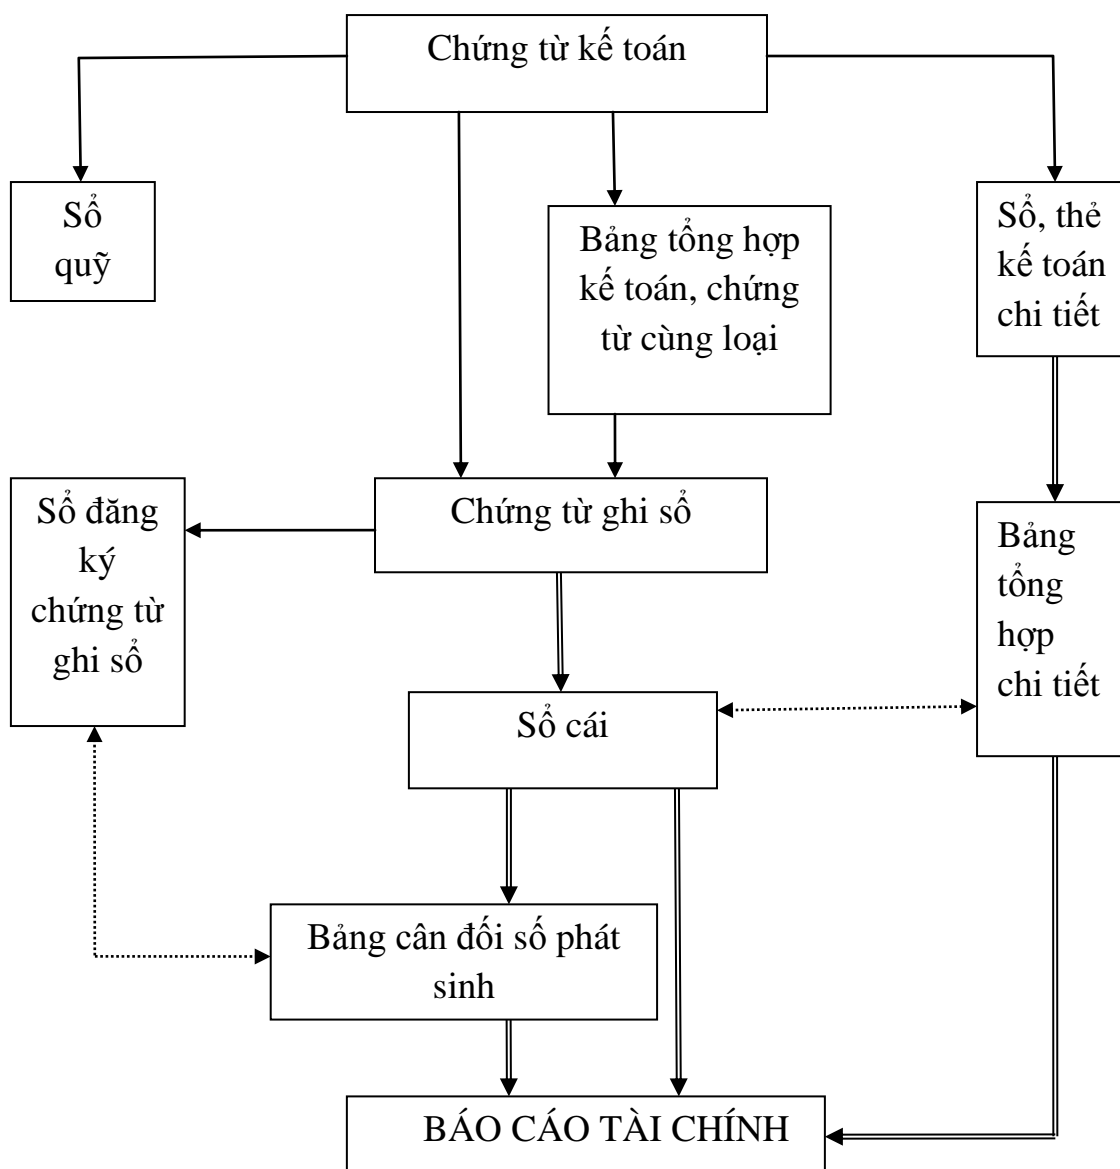 Chứng từ kế toán
Sổ
quỹ
Bảng tổng hợp
kế toán, chứng
từ cùng loại
Sổ, thẻ
kế toán
chi tiết
Sổ đăng
ký
chứng từ
ghi sổ
Chứng từ ghi sổ
Bảng
tổng
hợp
chi tiết
Sổ cái
Bảng cân đối số phát
sinh
BÁO CÁO TÀI CHÍNH